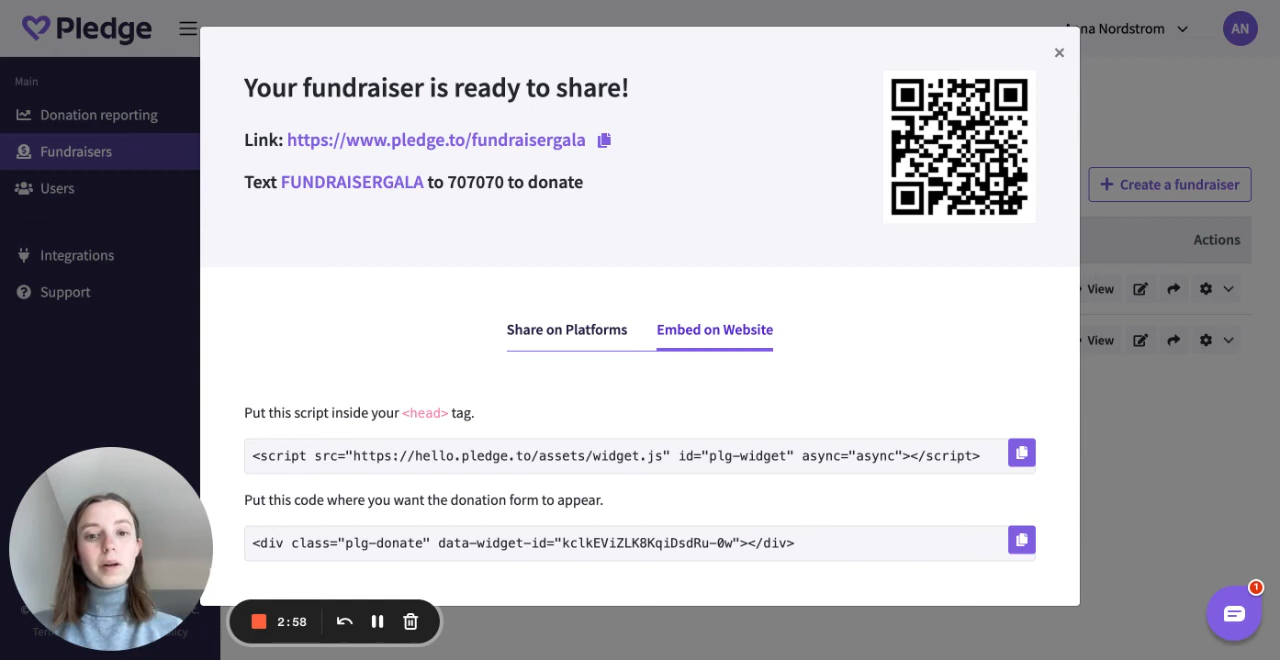 Pledge
Anna Nordstrom
AN
Main
Donation reporting
Fundraisers
Users
Integrations
Support
Your fundraiser is ready to share!
Link: https://www.pledge.to/fundraisergala
Text FUNDRAISERGALA to 707070 to donate
Create a fundraiser
Actions
View
View
Share on Platforms
Embed on Website
Put this script inside your <head> tag.
<script src="https://hello.pledge.to/assets/widget.js" id="plg-widget" async="async"></script>
Put this code where you want the donation form to appear.
<div class="plg-donate" data-widget-id="kclkEViZLK8KqiDsdRu-0w"></div>
2:58
1